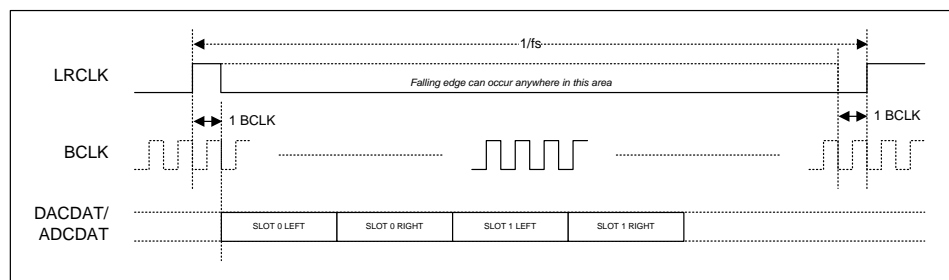 1/fs
LRCLK
Falling edge can occur anywhere in this area
1 BCLK
1 BCLK
BCLK
DACDAT/
ADCDAT
SLOT 0 LEFT
SLOT 0 RIGHT
SLOT 1 LEFT
SLOT 1 RIGHT